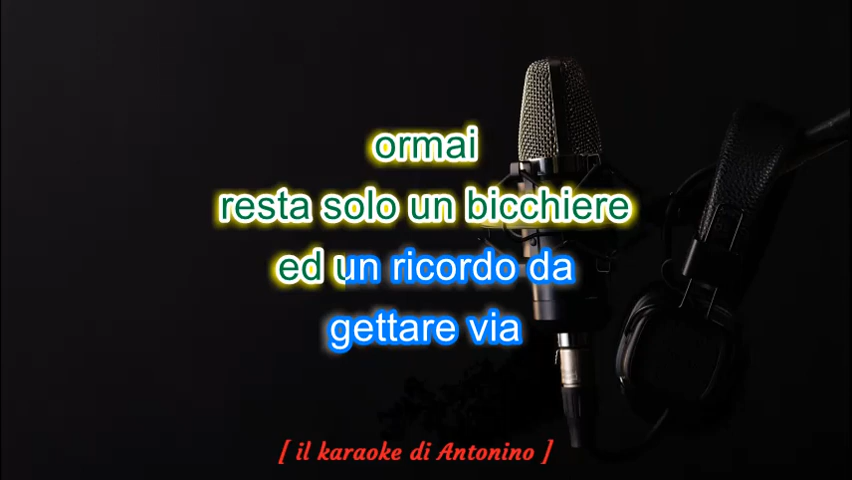 ormai
resta solo un bicchiere
ed un ricordo da
gettare via
[ il karaoke di Antonino ]